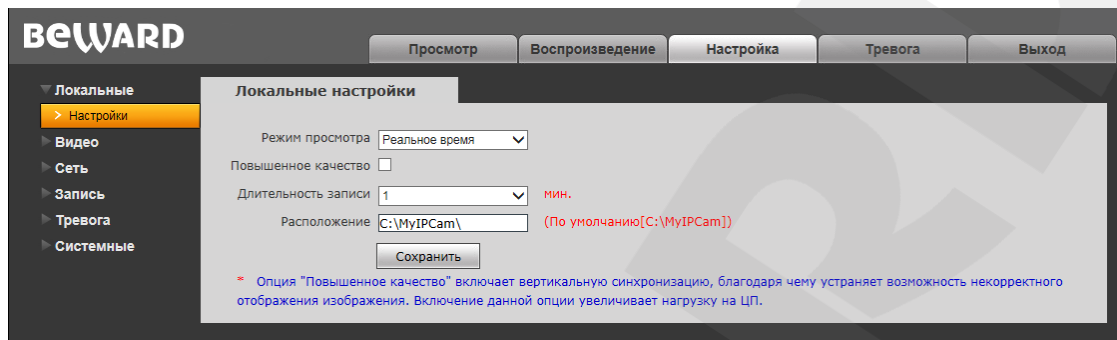 BEWARD
Просмотр Воспроизведение Настройка Тревога Выход
Локальные
> Настройки
Видео
Сеть
Запись
Тревога
Системные
Локальные настройки
Режим просмотра Реальное время
Повышенное качество
Длительность записи 1 мин.
Расположение C:\MyIPCam\ (По умолчанию[C:\MyIPCam])
Сохранить
* Опция "Повышенное качество" включает вертикальную синхронизацию, благодаря чему устраняет возможность некорректного
отображения изображения. Включение данной опции увеличивает нагрузку на ЦП.